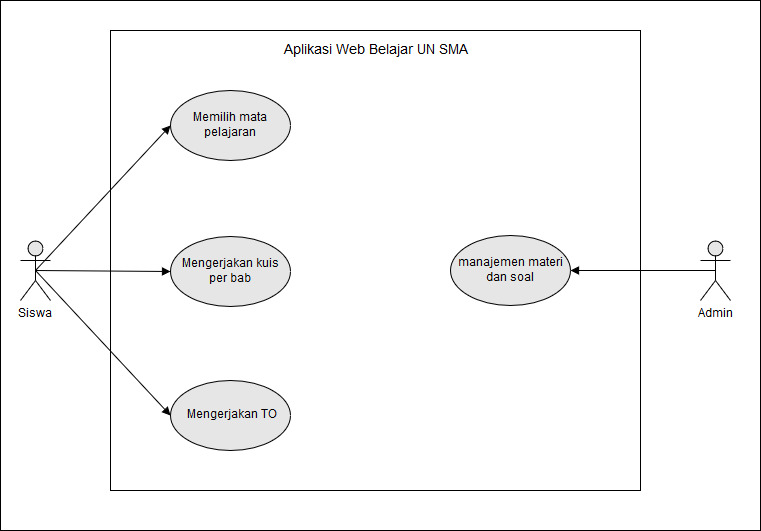 Aplikasi Web Belajar UN SMA
Memilih mata
pelajaran
Mengerjakan kuis
per bab
manajemen materi
dan soal
Siswa
Admin
Mengerjakan TO